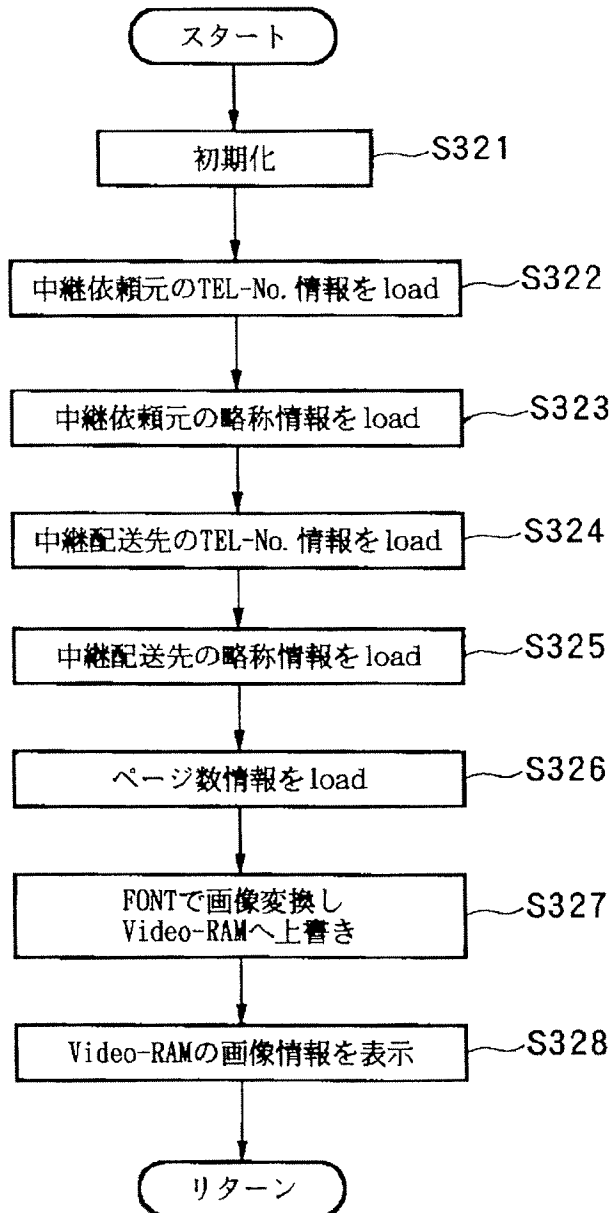 スタート
初期化
S321
中継依頼元のTEL-No.情報をload
S322
中継依頼元の略称情報をload
S323
中継配送先のTEL-No.情報をload
S324
中継配送先の略称情報をload
S325
ページ数情報をload
S326
FONTで画像変換し
Video-RAMへ上書き
S327
Video-RAMの画像情報を表示
S328
リターン